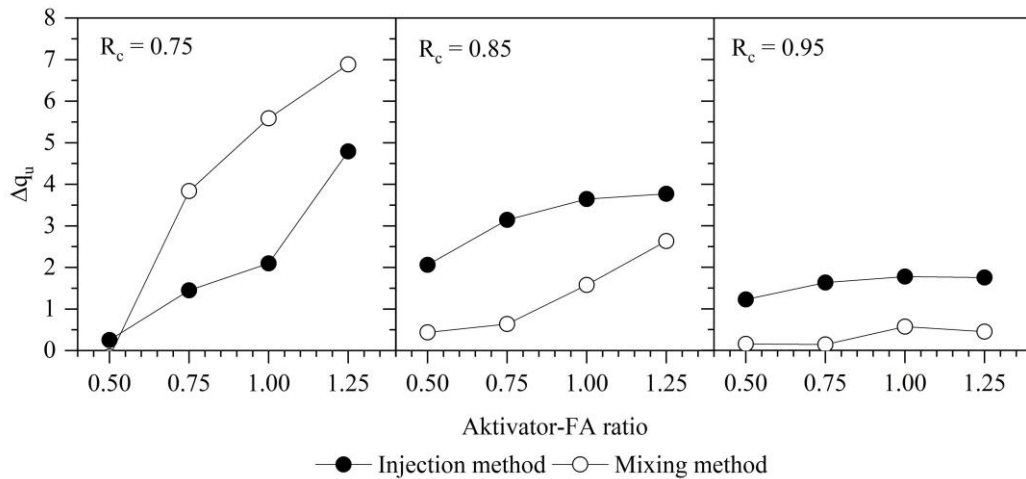 8
7
6
5
4
3
2
1
0
Δq_u
R_c = 0.75
R_c = 0.85
R_c = 0.95
0.50 0.75 1.00 1.25 0.50 0.75 1.00 1.25 0.50 0.75 1.00 1.25
Aktivator-FA ratio
Injection method Mixing method